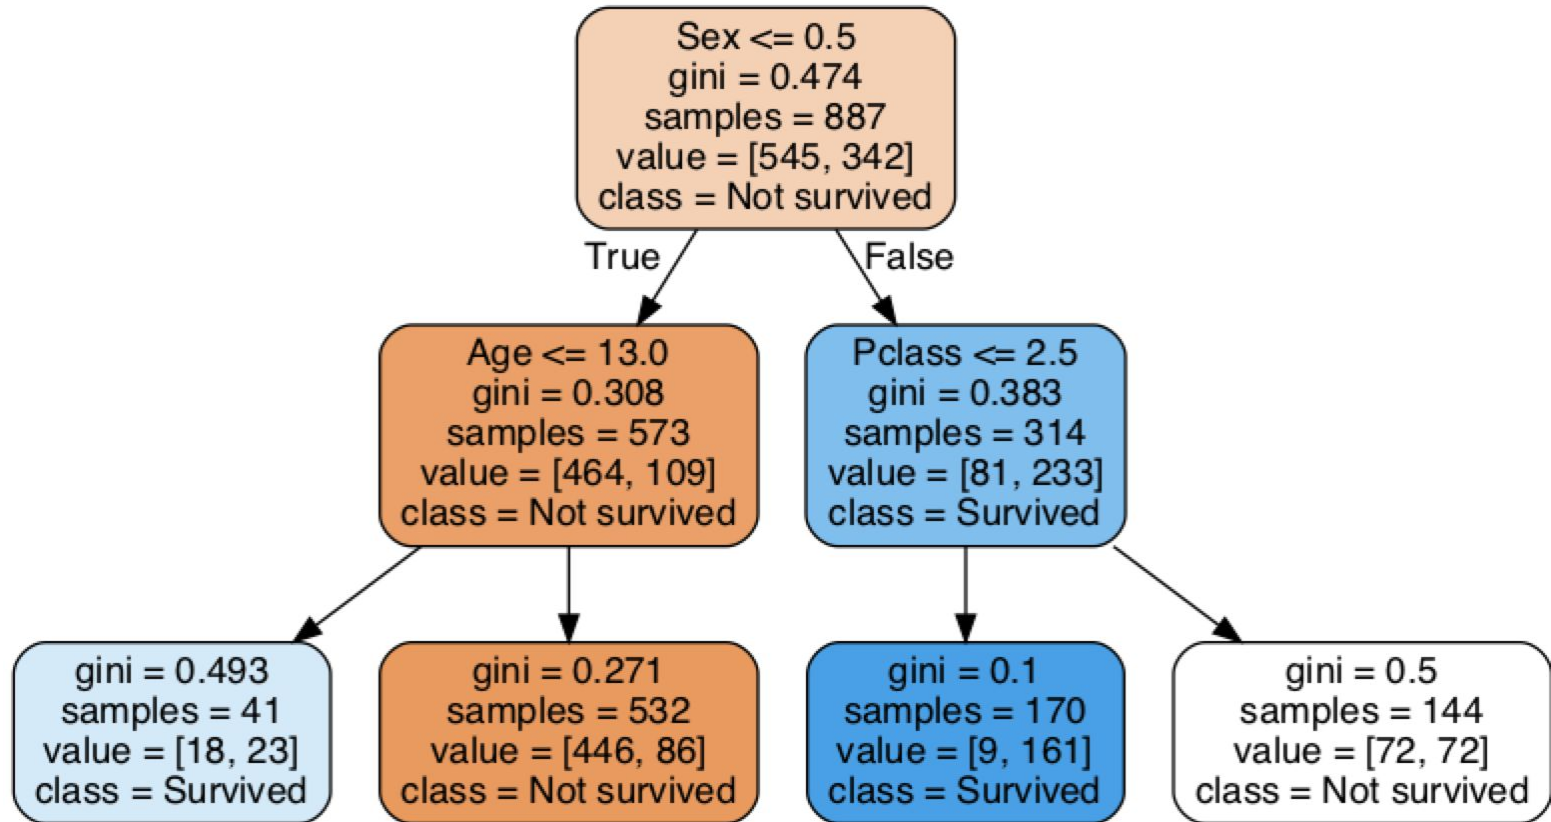 Sex <= 0.5
gini = 0.474
samples = 887
value = [545, 342]
class = Not survived
True
False
Age <= 13.0
gini = 0.308
samples = 573
value = [464, 109]
class = Not survived
Pclass <= 2.5
gini = 0.383
samples = 314
value = [81, 233]
class = Survived
gini = 0.493
samples = 41
value = [18, 23]
class = Survived
gini = 0.271
samples = 532
value = [446, 86]
class = Not survived
gini = 0.1
samples = 170
value = [9, 161]
class = Survived
gini = 0.5
samples = 144
value = [72, 72]
class = Not survived